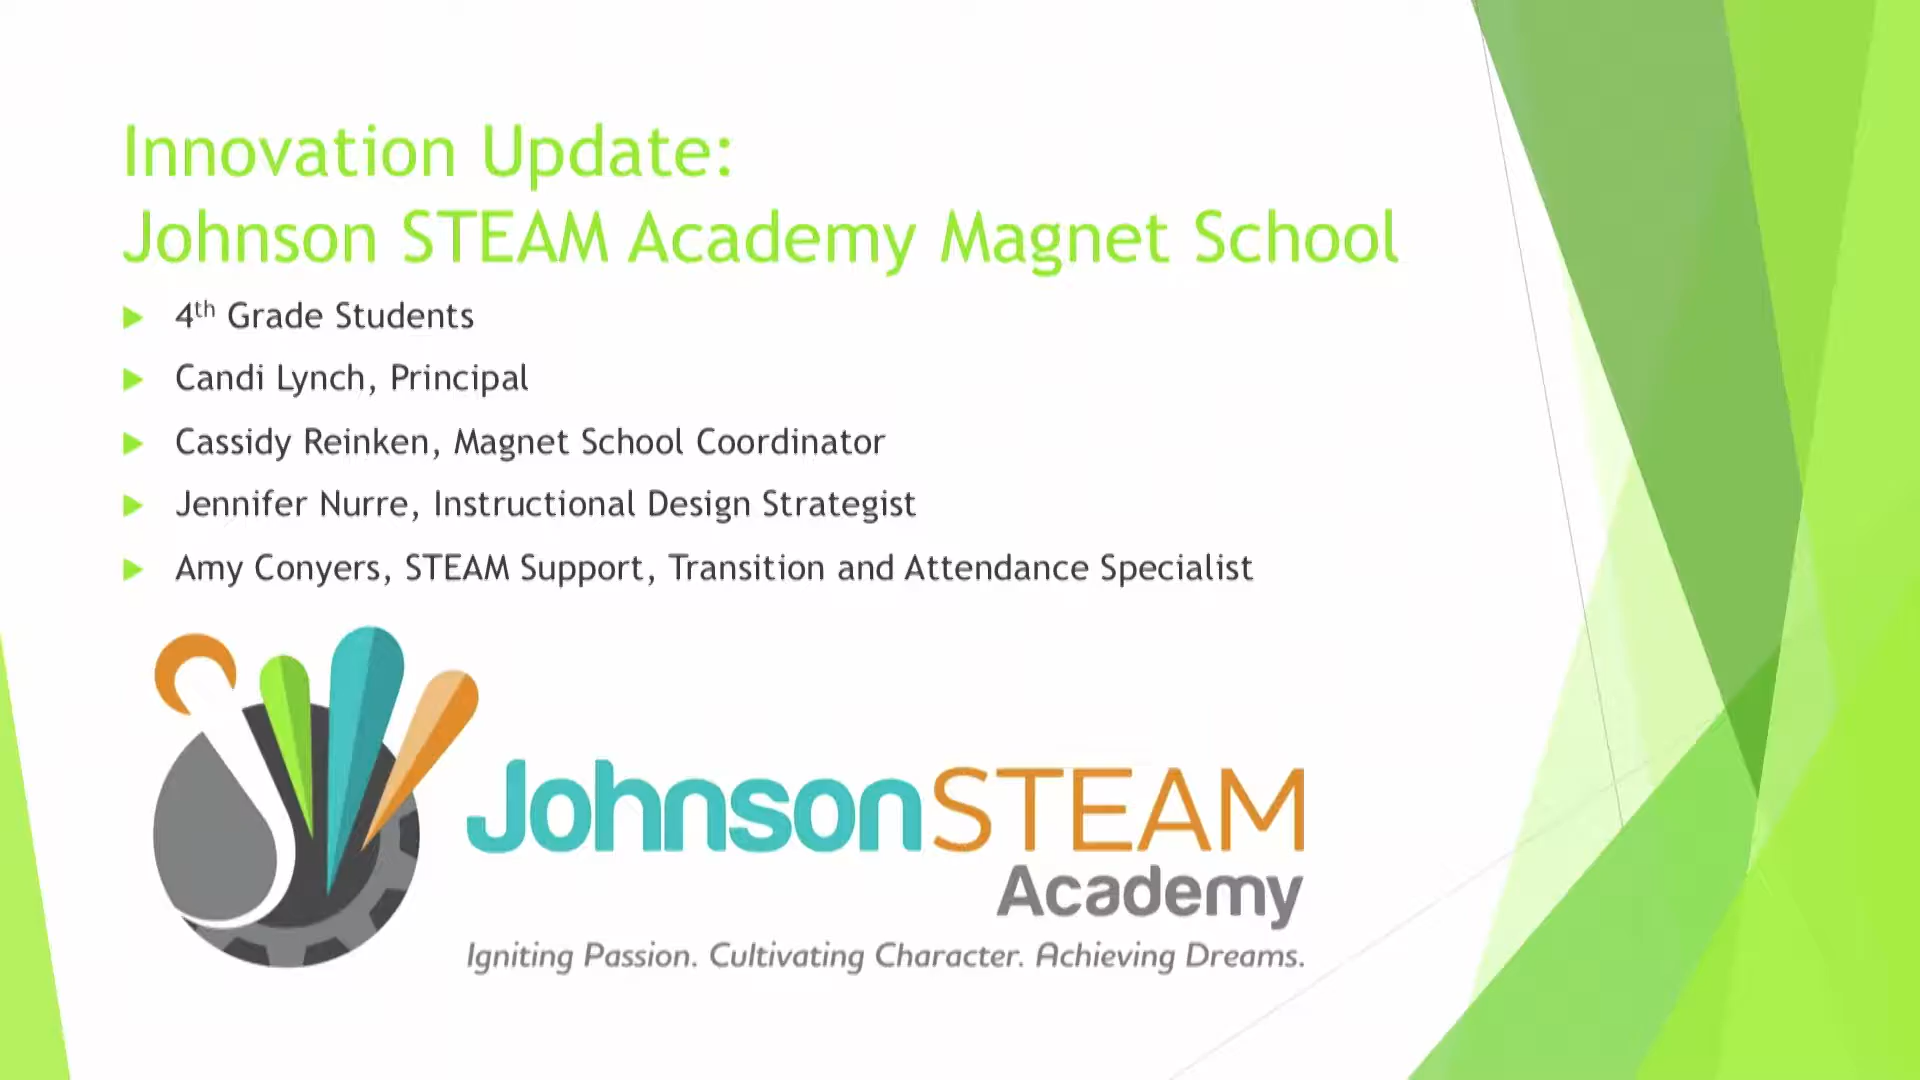 Innovation Update:
Johnson STEAM Academy Magnet School
4th Grade Students
Candi Lynch, Principal
Cassidy Reinken, Magnet School Coordinator
Jennifer Nurre, Instructional Design Strategist
Amy Conyers, STEAM Support, Transition and Attendance Specialist
JohnsonSTEAM
Academy
Igniting Passion. Cultivating Character. Achieving Dreams.